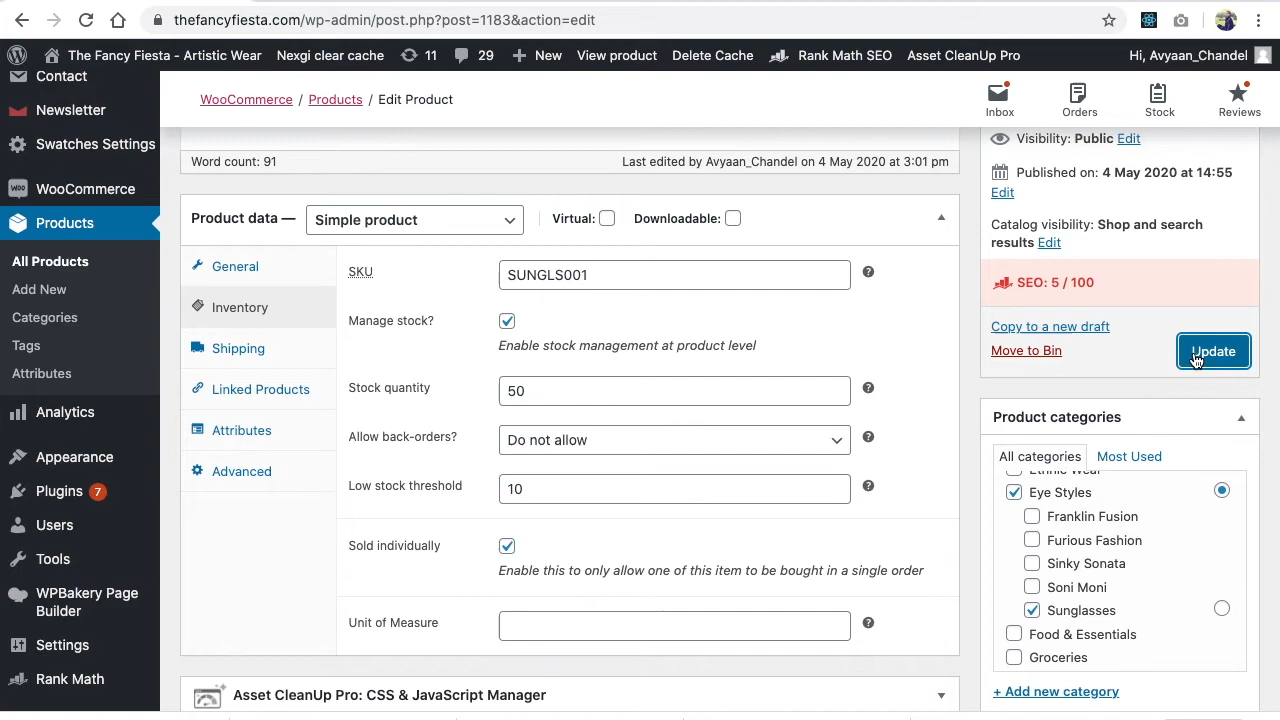 thefancyfiesta.com/wp-admin/post.php?post=1183&action=edit
The Fancy Fiesta - Artistic Wear
Nexgi clear cache
11
29
New
View product
Delete Cache
Rank Math SEO
Asset CleanUp Pro
Hi, Avyaan_Chandel
Contact
Newsletter
Swatches Settings
WooCommerce
Products
All Products
Add New
Categories
Tags
Attributes
Analytics
Appearance
Plugins 7
Users
Tools
WPBakery Page
Builder
Settings
Rank Math
WooCommerce / Products / Edit Product
Inbox
Orders
Stock
Reviews
Word count: 91
Last edited by Avyaan_Chandel on 4 May 2020 at 3:01 pm
Product data —
Simple product
Virtual:
Downloadable:
General
Inventory
Shipping
Linked Products
Attributes
Advanced
SKU
SUNGLS001
Manage stock?
Enable stock management at product level
Stock quantity
50
Allow back-orders?
Do not allow
Low stock threshold
10
Sold individually
Enable this to only allow one of this item to be bought in a single order
Unit of Measure
Asset CleanUp Pro: CSS & JavaScript Manager
Visibility: Public Edit
Published on: 4 May 2020 at 14:55
Edit
Catalog visibility: Shop and search
results Edit
SEO: 5 / 100
Copy to a new draft
Move to Bin
Update
Product categories
All categories
Most Used
Ethnic Wear
Eye Styles
Franklin Fusion
Furious Fashion
Sinky Sonata
Soni Moni
Sunglasses
Food & Essentials
Groceries
+ Add new category